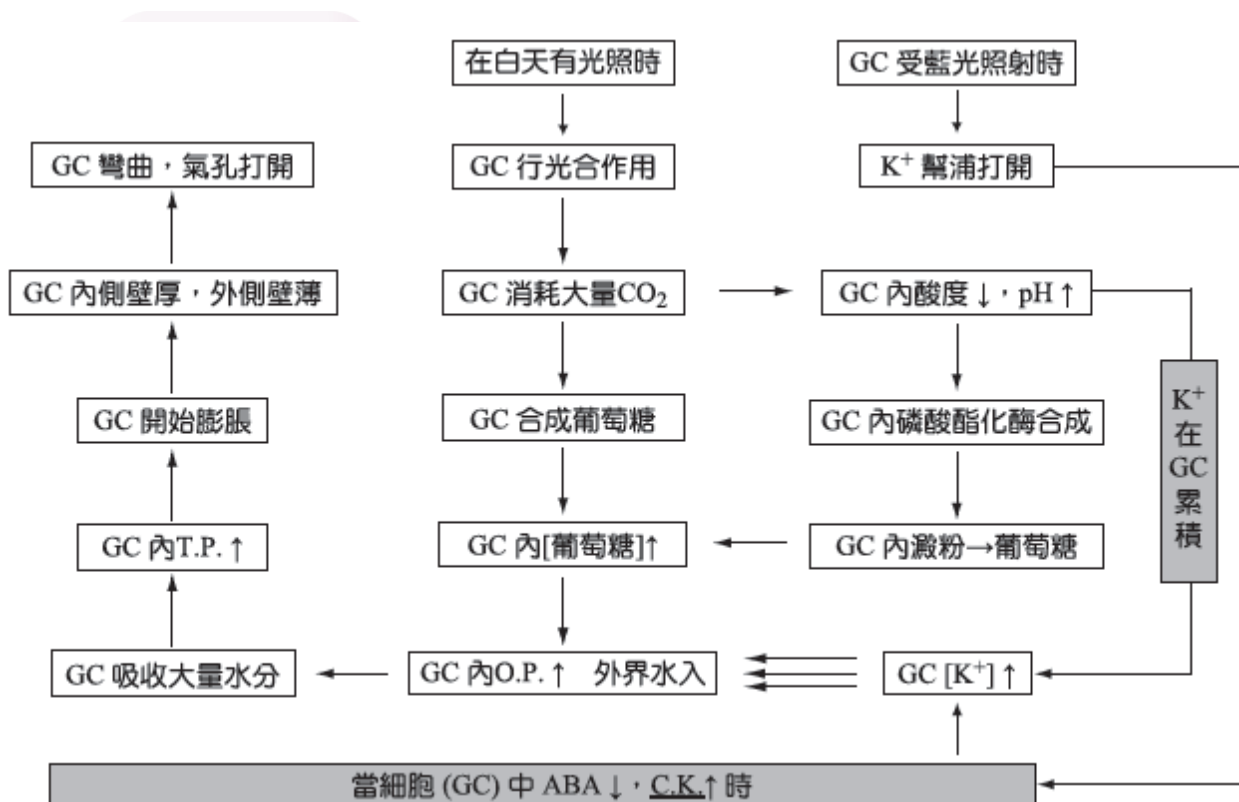 在白天有光照時
GC 受藍光照射時
GC 彎曲，氣孔打開
GC 行光合作用
K⁺ 幫浦打開
GC 內側壁厚，外側壁薄
GC 消耗大量CO₂
GC 內酸度↓，pH↑
GC 開始膨脹
GC 合成葡萄糖
GC 內磷酸酯化酶合成
K⁺
在
GC
累
積
GC 內T.P.↑
GC 內[葡萄糖]↑
GC 內澱粉→葡萄糖
GC 吸收大量水分
GC 內O.P.↑ 外界水入
GC [K⁺]↑
當細胞 (GC) 中 ABA↓，C.K.↑時